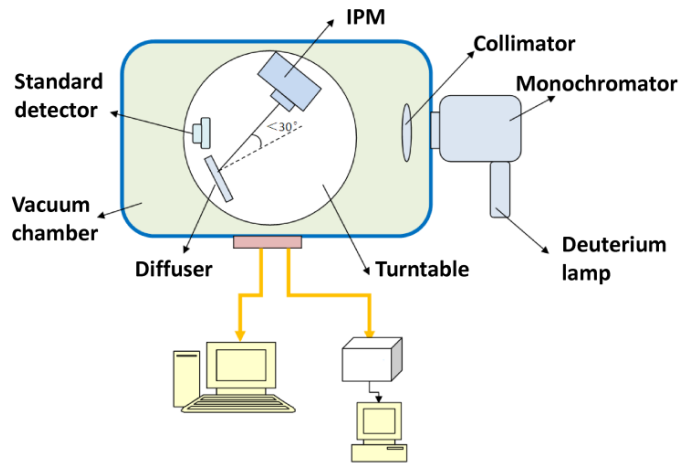 IPM
Collimator
Standard
detector
Monochromator
<30°
Vacuum
chamber
Diffuser
Turntable
Deuterium
lamp